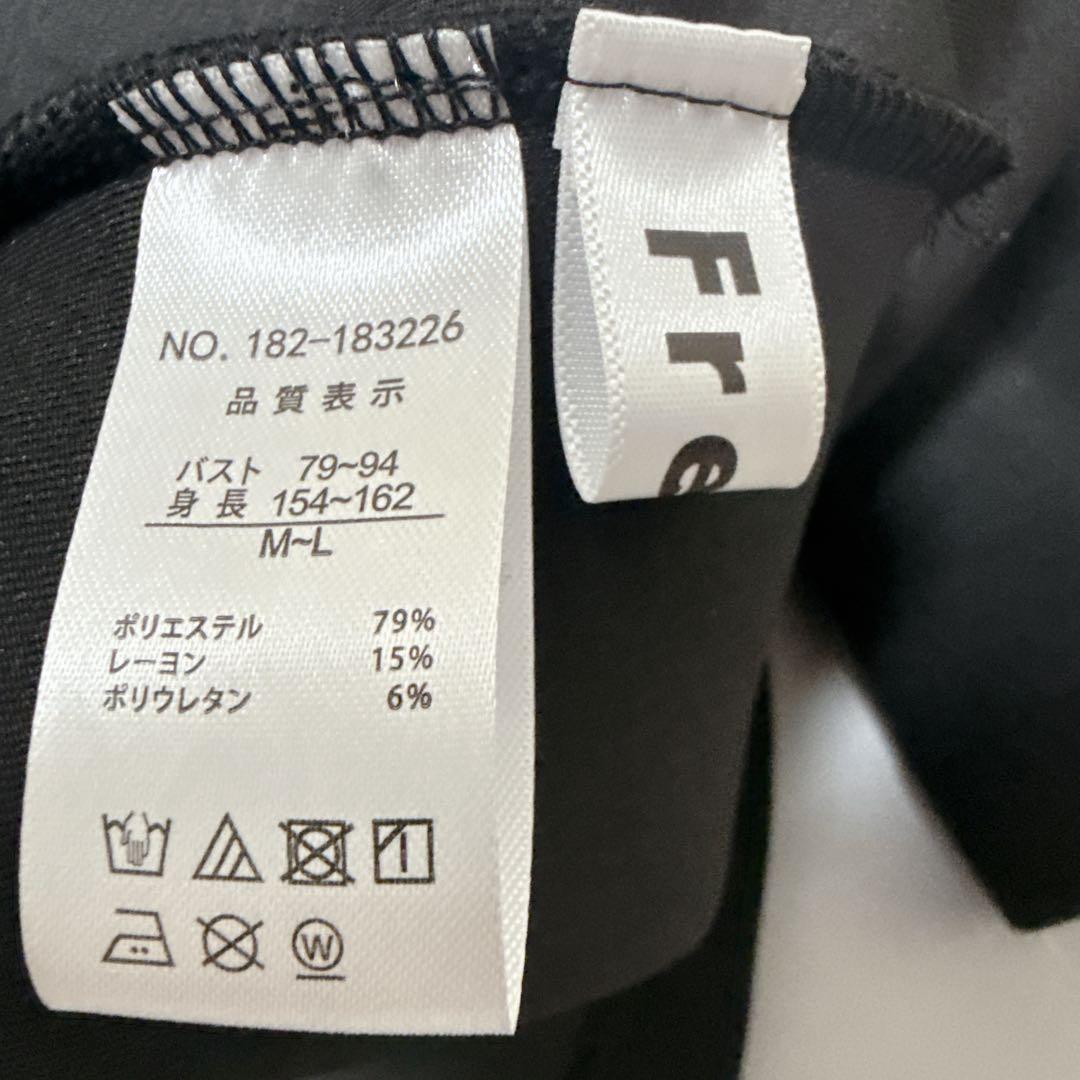 NO. 182-183226
品質表示
バスト 79~94
身長 154~162
M~L
ポリエステル 79%
レーヨン 15%
ポリウレタン 6%
W
Fre